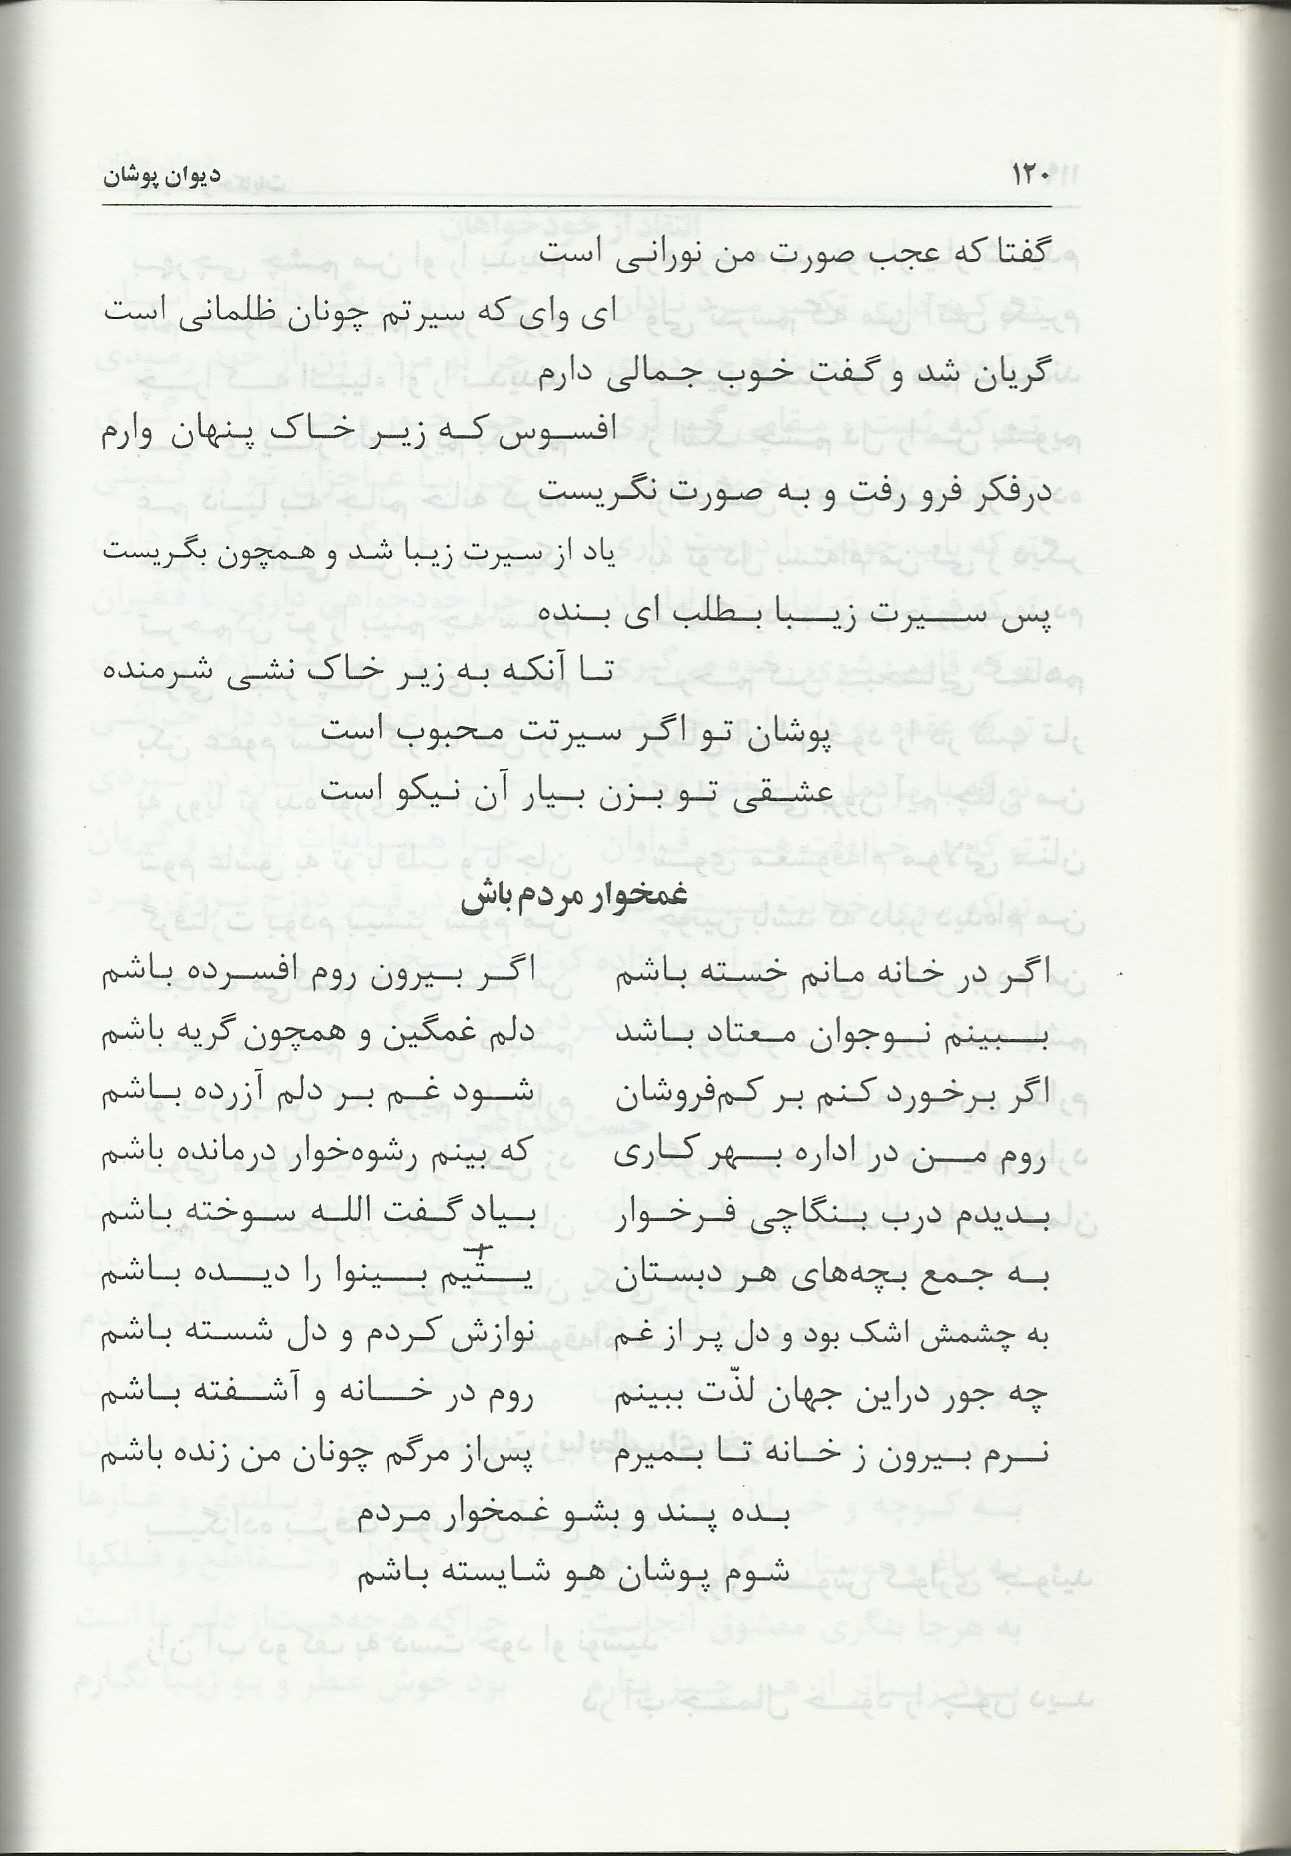 ۱۲۰ دیوان پوشان
گفتا که عجب صورت من نورانی است
ای وای که سیرتم چونان ظلمانی است
گریان شد و گفت خوب جمالی دارم
افسوس که زیر خاک پنهان وارم
درفکر فرو رفت و به صورت نگریست
یاد از سیرت زیبا شد و همچون بگریست
پس سیرت زیبا بطلب ای بنده
تا آنکه به زیر خاک نشی شرمنده
پوشان تو اگر سیرتت محبوب است
عشقی تو بزن بیار آن نیکو است
غمخوار مردم باش
اگر در خانه مانم خسته باشم اگر بیرون روم افسرده باشم
ببینم نوجوان معتاد باشد دلم غمگین و همچون گریه باشم
اگر برخورد کنم بر کم‌فروشان شود غم بر دلم آزرده باشم
روم من در اداره بهر کاری که بینم رشوه‌خوار درمانده باشم
بدیدم درب بنگاچی فرخوار بیاد گفت الله سوخته باشم
به جمع بچه‌های هر دبستان یتیم بینوا را دیده باشم
به چشمش اشک بود و دل پر از غم نوازش کردم و دل شسته باشم
چه جور دراین جهان لذّت ببینم روم در خانه و آشفته باشم
نرم بیرون ز خانه تا بمیرم پس‌از مرگم چونان من زنده باشم
بده پند و بشو غمخوار مردم
شوم پوشان هو شایسته باشم